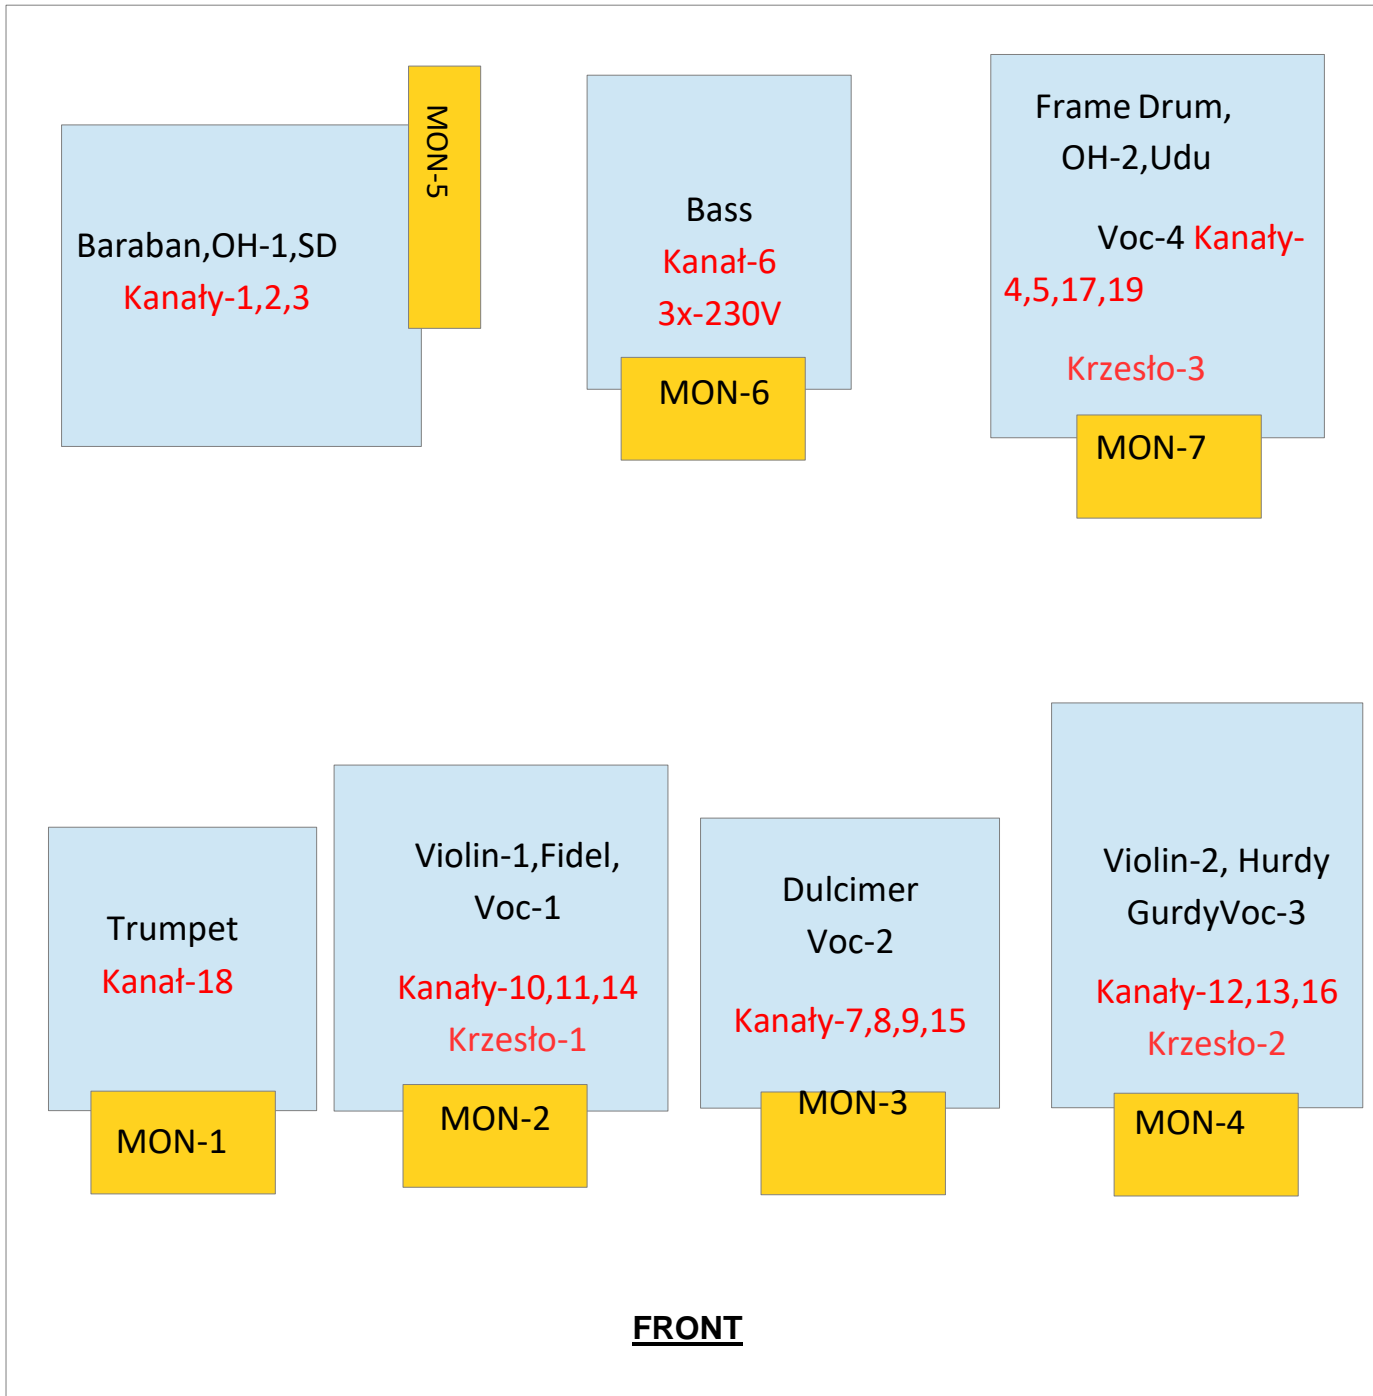 MON-5
Baraban,OH-1,SD
Kanały-1,2,3
Bass
Kanał-6
3x-230V
MON-6
Frame Drum,
OH-2,Udu
Voc-4 Kanały-
4,5,17,19
Krzesło-3
MON-7
Trumpet
Kanał-18
MON-1
Violin-1,Fidel,
Voc-1
Kanały-10,11,14
Krzesło-1
MON-2
Dulcimer
Voc-2
Kanały-7,8,9,15
MON-3
Violin-2, Hurdy
GurdyVoc-3
Kanały-12,13,16
Krzesło-2
MON-4
FRONT